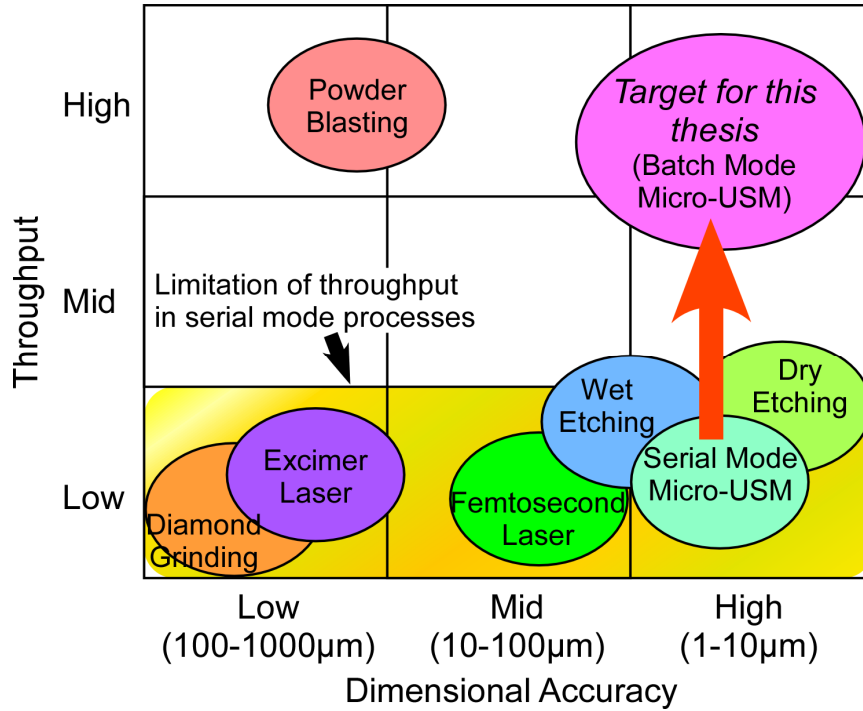 Throughput
High
Mid
Low
Powder
Blasting
Target for this
thesis
(Batch Mode
Micro-USM)
Limitation of throughput
in serial mode processes
Wet
Etching
Dry
Etching
Excimer
Laser
Diamond
Grinding
Femtosecond
Laser
Serial Mode
Micro-USM
Low
(100-1000µm)
Mid
(10-100µm)
High
(1-10µm)
Dimensional Accuracy